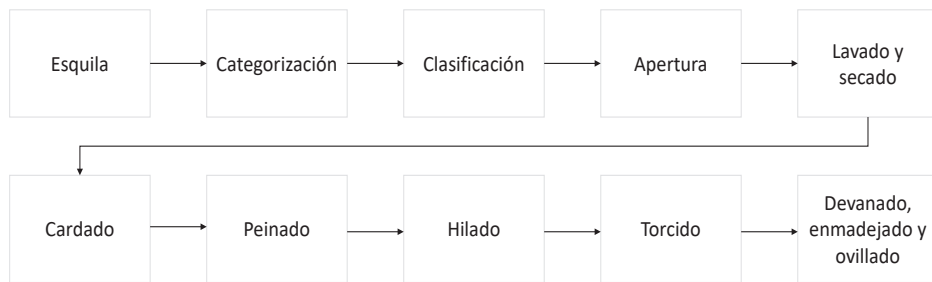 Esquila
Categorización
Clasificación
Apertura
Lavado y
secado
Cardado
Peinado
Hilado
Torcido
Devanado,
enmadejado y
ovillado